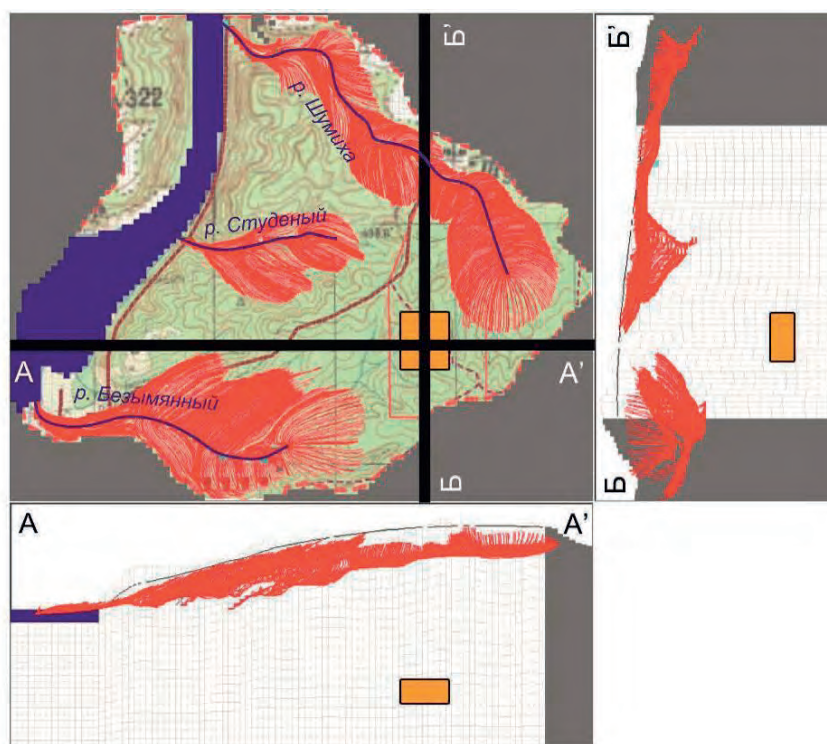 Б'
Б'
322
р. Шумиха
р. Студеный
А
А'
р. Безымянный
Б
Б
А
А'